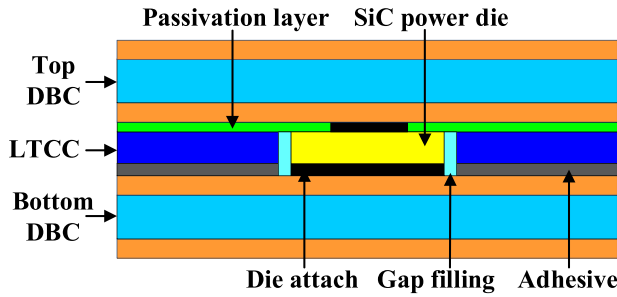 Passivation layer
SiC power die
Top
DBC
LTCC
Bottom
DBC
Die attach
Gap filling
Adhesive